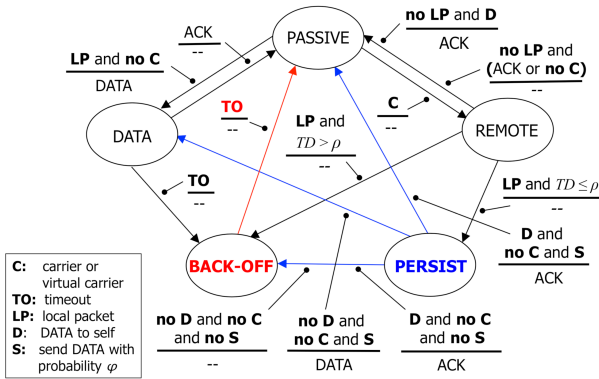 no LP and D
ACK
PASSIVE
ACK
--
LP and no C
DATA
no LP and
(ACK or no C)
--
TO
--
LP and
TD > ρ
--
C
--
DATA
REMOTE
TO
--
LP and TD ≤ ρ
--
BACK-OFF
PERSIST
D and
no C and S
ACK
C: carrier or
virtual carrier
TO: timeout
LP: local packet
D: DATA to self
S: send DATA with
probability φ
no D and no C
and no S
--
no D and
no C and S
DATA
D and no C
and no S
ACK